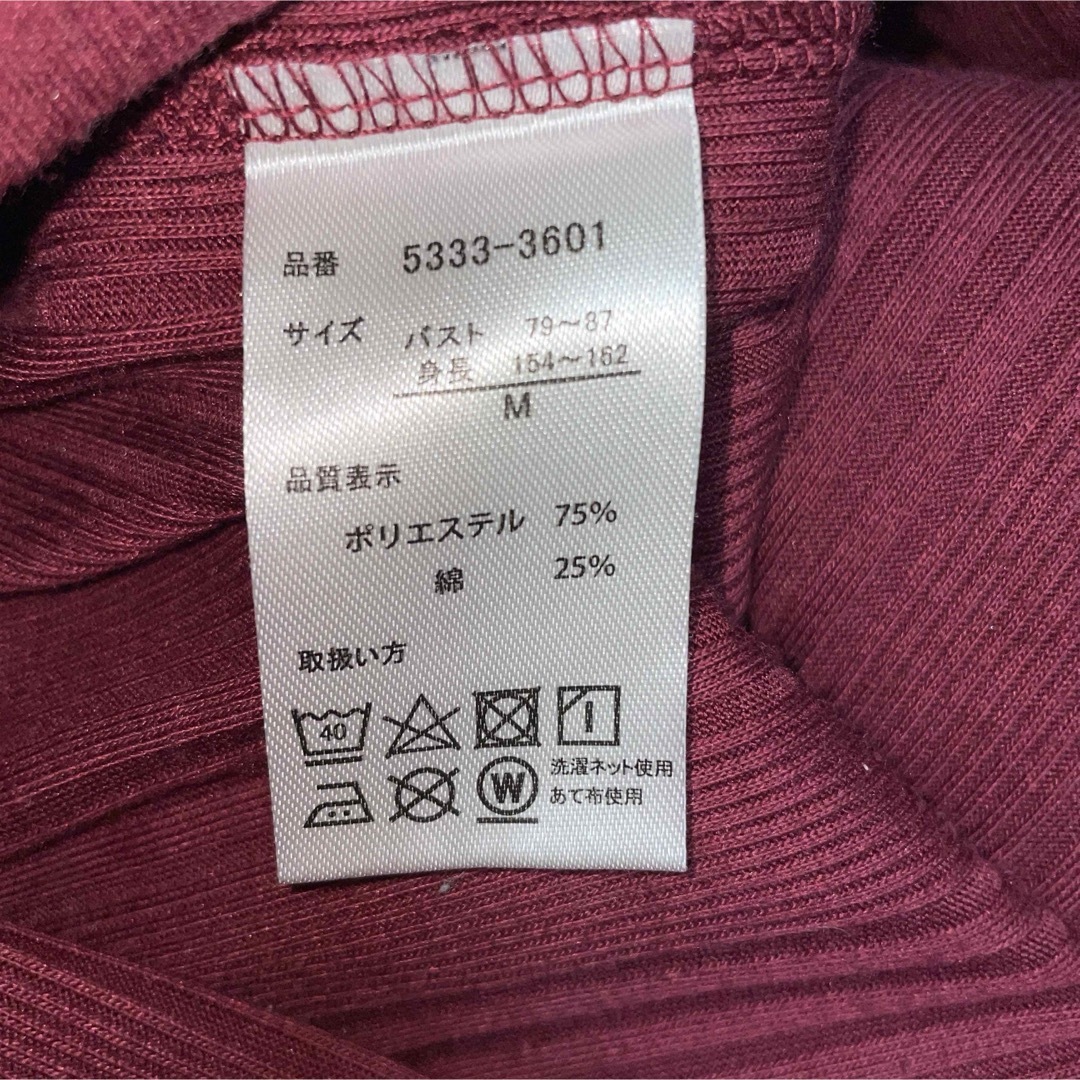 品番 5333-3601
サイズ バスト 79〜87
身長 154〜162
M
品質表示
ポリエステル 75%
綿 25%
取扱い方
40
W 洗濯ネット使用
あて布使用